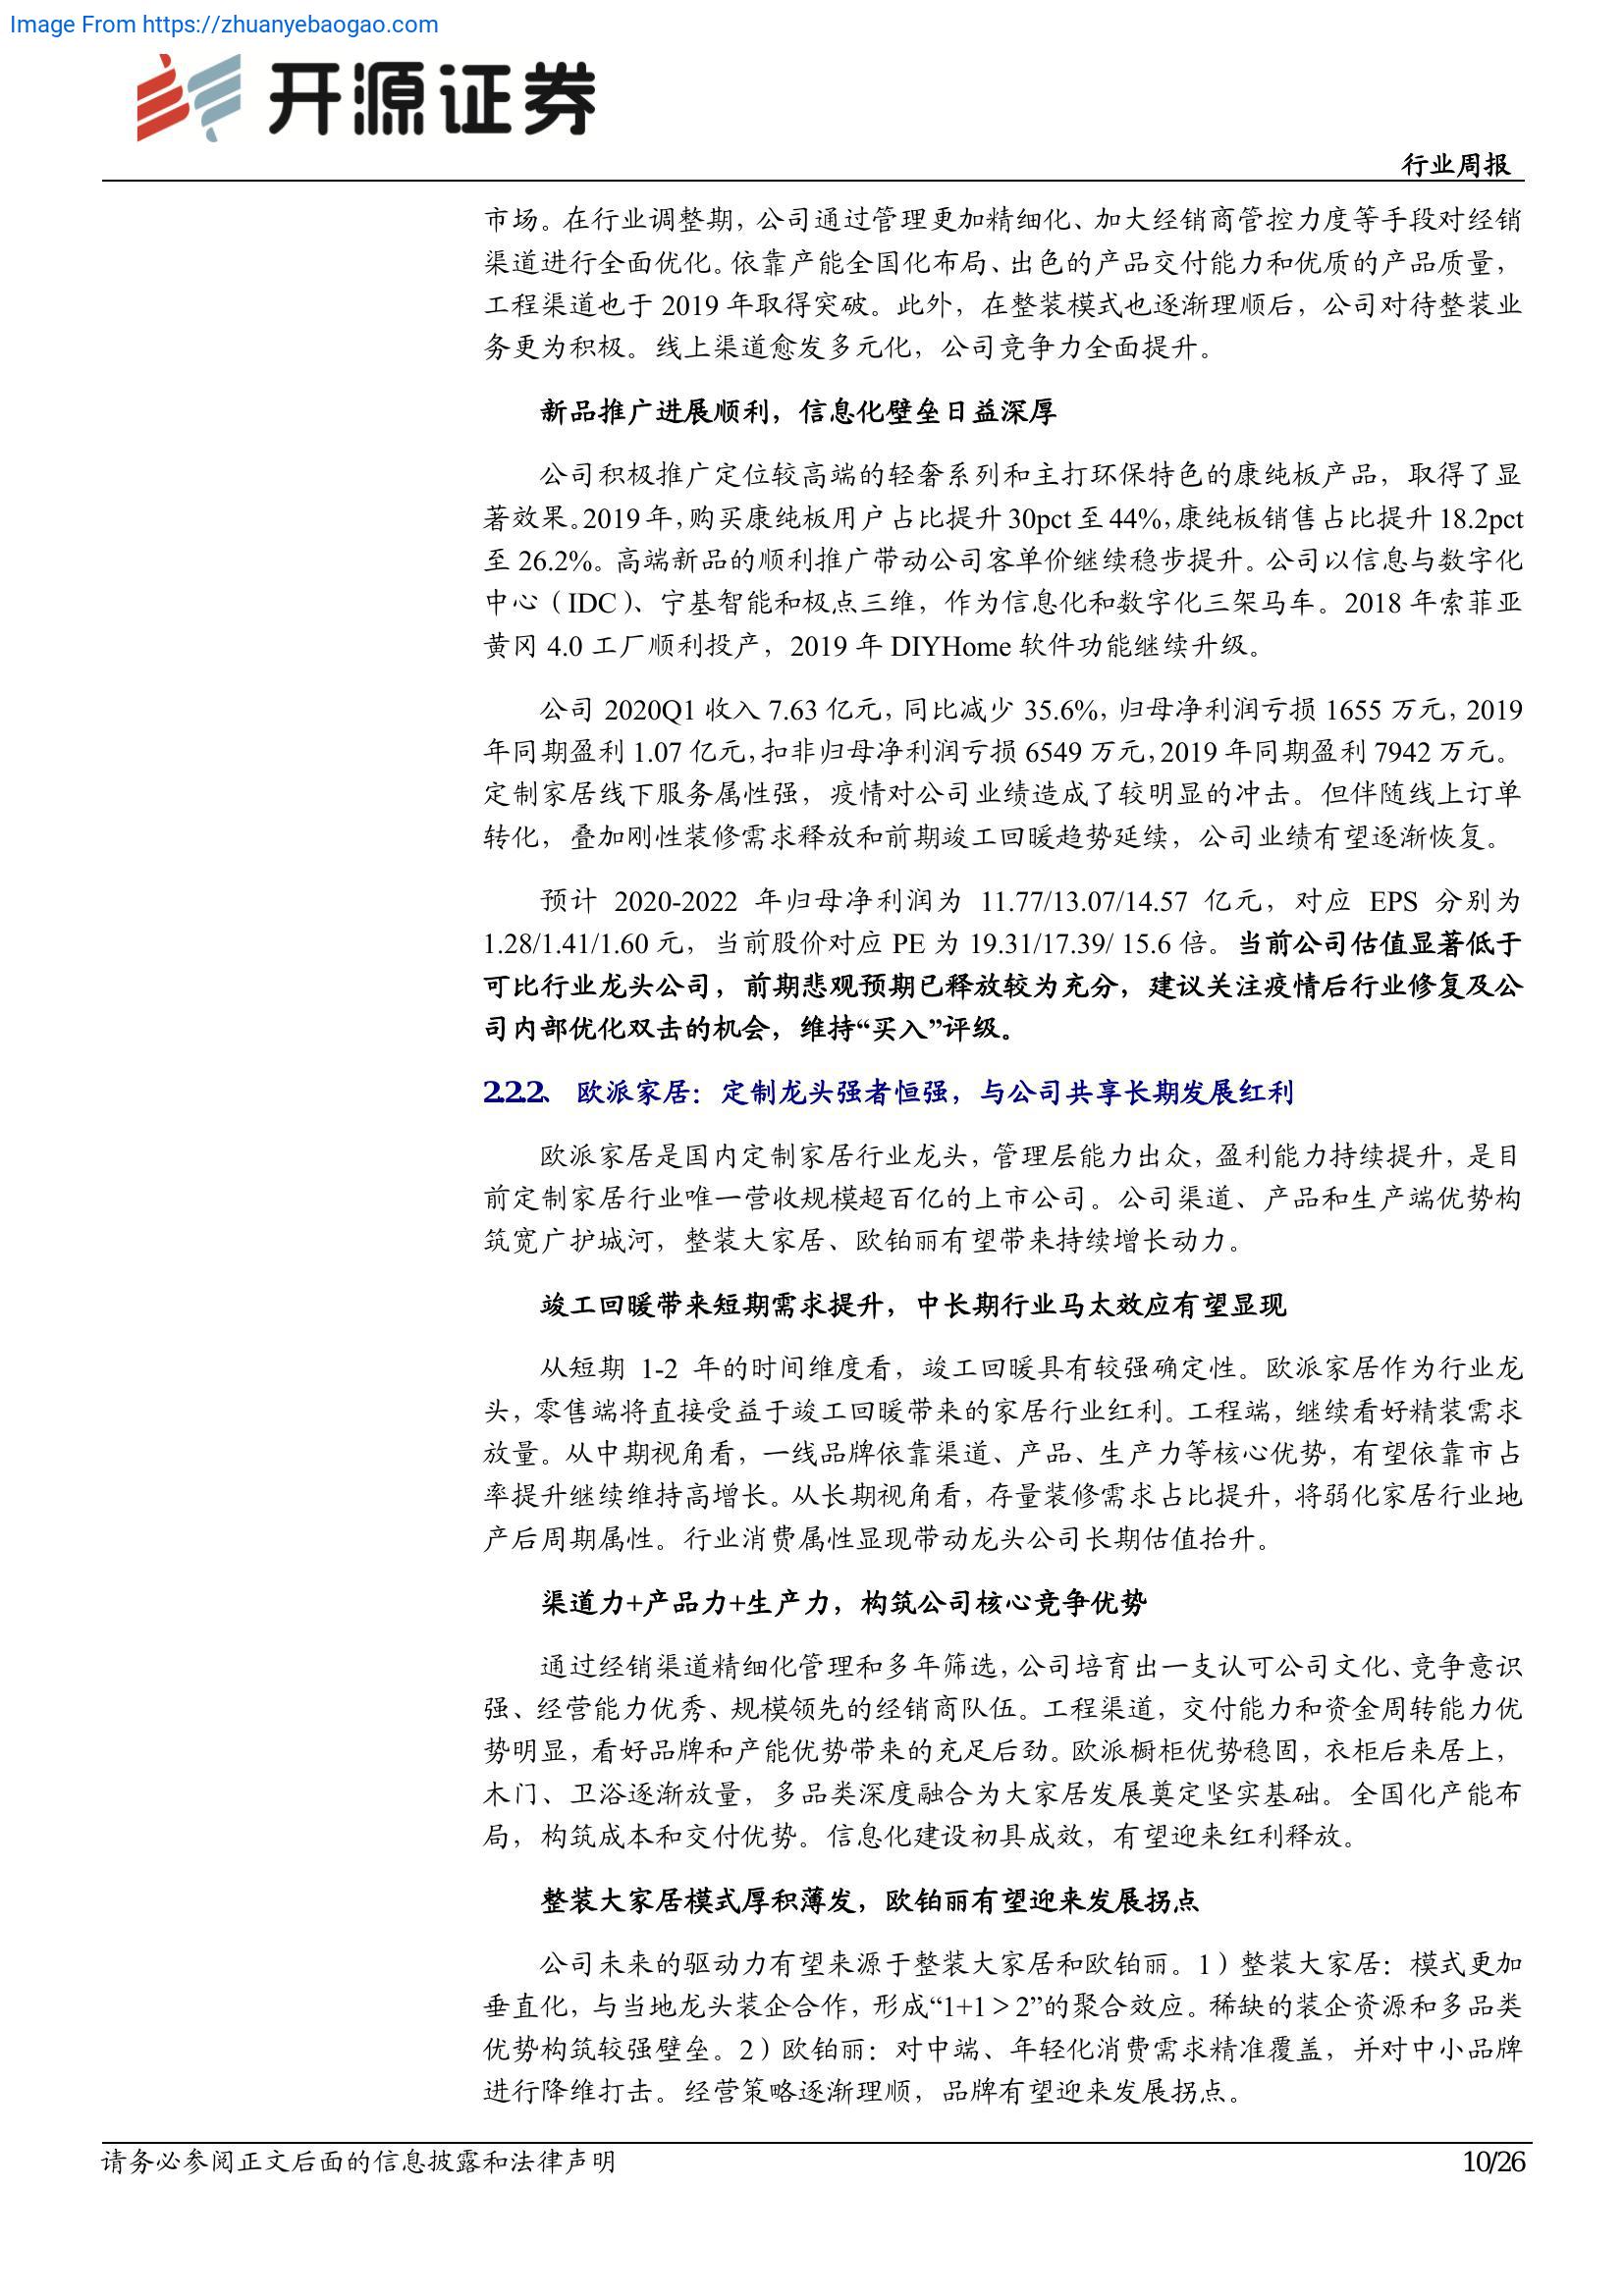 Image From https://zhuanyebaogao.com
开源证券
行业周报
市场。在行业调整期，公司通过管理更加精细化、加大经销商管控力度等手段对经销
渠道进行全面优化。依靠产能全国化布局、出色的产品交付能力和优质的产品质量，
工程渠道也于 2019 年取得突破。此外，在整装模式也逐渐理顺后，公司对待整装业
务更为积极。线上渠道愈发多元化，公司竞争力全面提升。
新品推广进展顺利，信息化壁垒日益深厚
公司积极推广定位较高端的轻奢系列和主打环保特色的康纯板产品，取得了显
著效果。2019 年，购买康纯板用户占比提升 30pct 至 44%，康纯板销售占比提升 18.2pct
至 26.2%。高端新品的顺利推广带动公司客单价继续稳步提升。公司以信息与数字化
中心（IDC）、宁基智能和极点三维，作为信息化和数字化三架马车。2018 年索菲亚
黄冈 4.0 工厂顺利投产，2019 年 DIYHome 软件功能继续升级。
公司 2020Q1 收入 7.63 亿元，同比减少 35.6%，归母净利润亏损 1655 万元，2019
年同期盈利 1.07 亿元，扣非归母净利润亏损 6549 万元，2019 年同期盈利 7942 万元。
定制家居线下服务属性强，疫情对公司业绩造成了较明显的冲击。但伴随线上订单
转化，叠加刚性装修需求释放和前期竣工回暖趋势延续，公司业绩有望逐渐恢复。
预计 2020-2022 年归母净利润为 11.77/13.07/14.57 亿元，对应 EPS 分别为
1.28/1.41/1.60 元，当前股价对应 PE 为 19.31/17.39/ 15.6 倍。当前公司估值显著低于
可比行业龙头公司，前期悲观预期已释放较为充分，建议关注疫情后行业修复及公
司内部优化双击的机会，维持“买入”评级。
2.2.2、 欧派家居：定制龙头强者恒强，与公司共享长期发展红利
欧派家居是国内定制家居行业龙头，管理层能力出众，盈利能力持续提升，是目
前定制家居行业唯一营收规模超百亿的上市公司。公司渠道、产品和生产端优势构
筑宽广护城河，整装大家居、欧铂丽有望带来持续增长动力。
竣工回暖带来短期需求提升，中长期行业马太效应有望显现
从短期 1-2 年的时间维度看，竣工回暖具有较强确定性。欧派家居作为行业龙
头，零售端将直接受益于竣工回暖带来的家居行业红利。工程端，继续看好精装需求
放量。从中期视角看，一线品牌依靠渠道、产品、生产力等核心优势，有望依靠市占
率提升继续维持高增长。从长期视角看，存量装修需求占比提升，将弱化家居行业地
产后周期属性。行业消费属性显现带动龙头公司长期估值抬升。
渠道力+产品力+生产力，构筑公司核心竞争优势
通过经销渠道精细化管理和多年筛选，公司培育出一支认可公司文化、竞争意识
强、经营能力优秀、规模领先的经销商队伍。工程渠道，交付能力和资金周转能力优
势明显，看好品牌和产能优势带来的充足后劲。欧派橱柜优势稳固，衣柜后来居上，
木门、卫浴逐渐放量，多品类深度融合为大家居发展奠定坚实基础。全国化产能布
局，构筑成本和交付优势。信息化建设初具成效，有望迎来红利释放。
整装大家居模式厚积薄发，欧铂丽有望迎来发展拐点
公司未来的驱动力有望来源于整装大家居和欧铂丽。1）整装大家居：模式更加
垂直化，与当地龙头装企合作，形成“1+1＞2”的聚合效应。稀缺的装企资源和多品类
优势构筑较强壁垒。2）欧铂丽：对中端、年轻化消费需求精准覆盖，并对中小品牌
进行降维打击。经营策略逐渐理顺，品牌有望迎来发展拐点。
请务必参阅正文后面的信息披露和法律声明
10/26